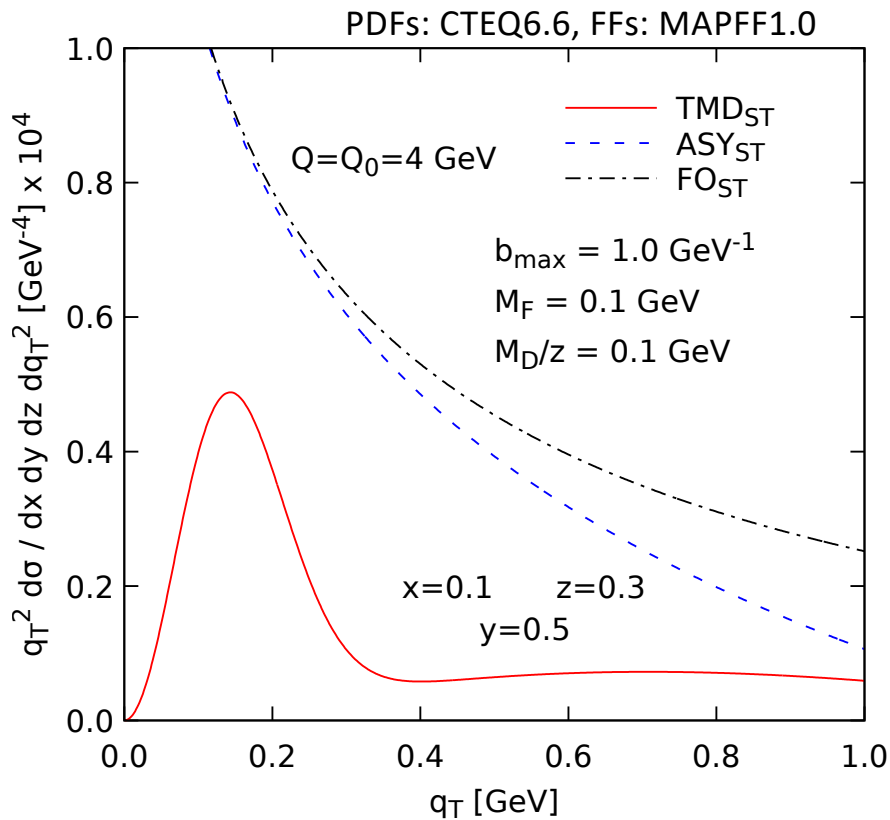 PDFs: CTEQ6.6, FFs: MAPFF1.0
q_T^2 dσ / dx dy dz dq_T^2 [GeV^-4] x 10^4
1.0
0.8
0.6
0.4
0.2
0.0
TMD_ST
ASY_ST
FO_ST
Q=Q_0=4 GeV
b_max = 1.0 GeV^-1
M_F = 0.1 GeV
M_D/z = 0.1 GeV
x=0.1 z=0.3
y=0.5
0.0 0.2 0.4 0.6 0.8 1.0
q_T [GeV]